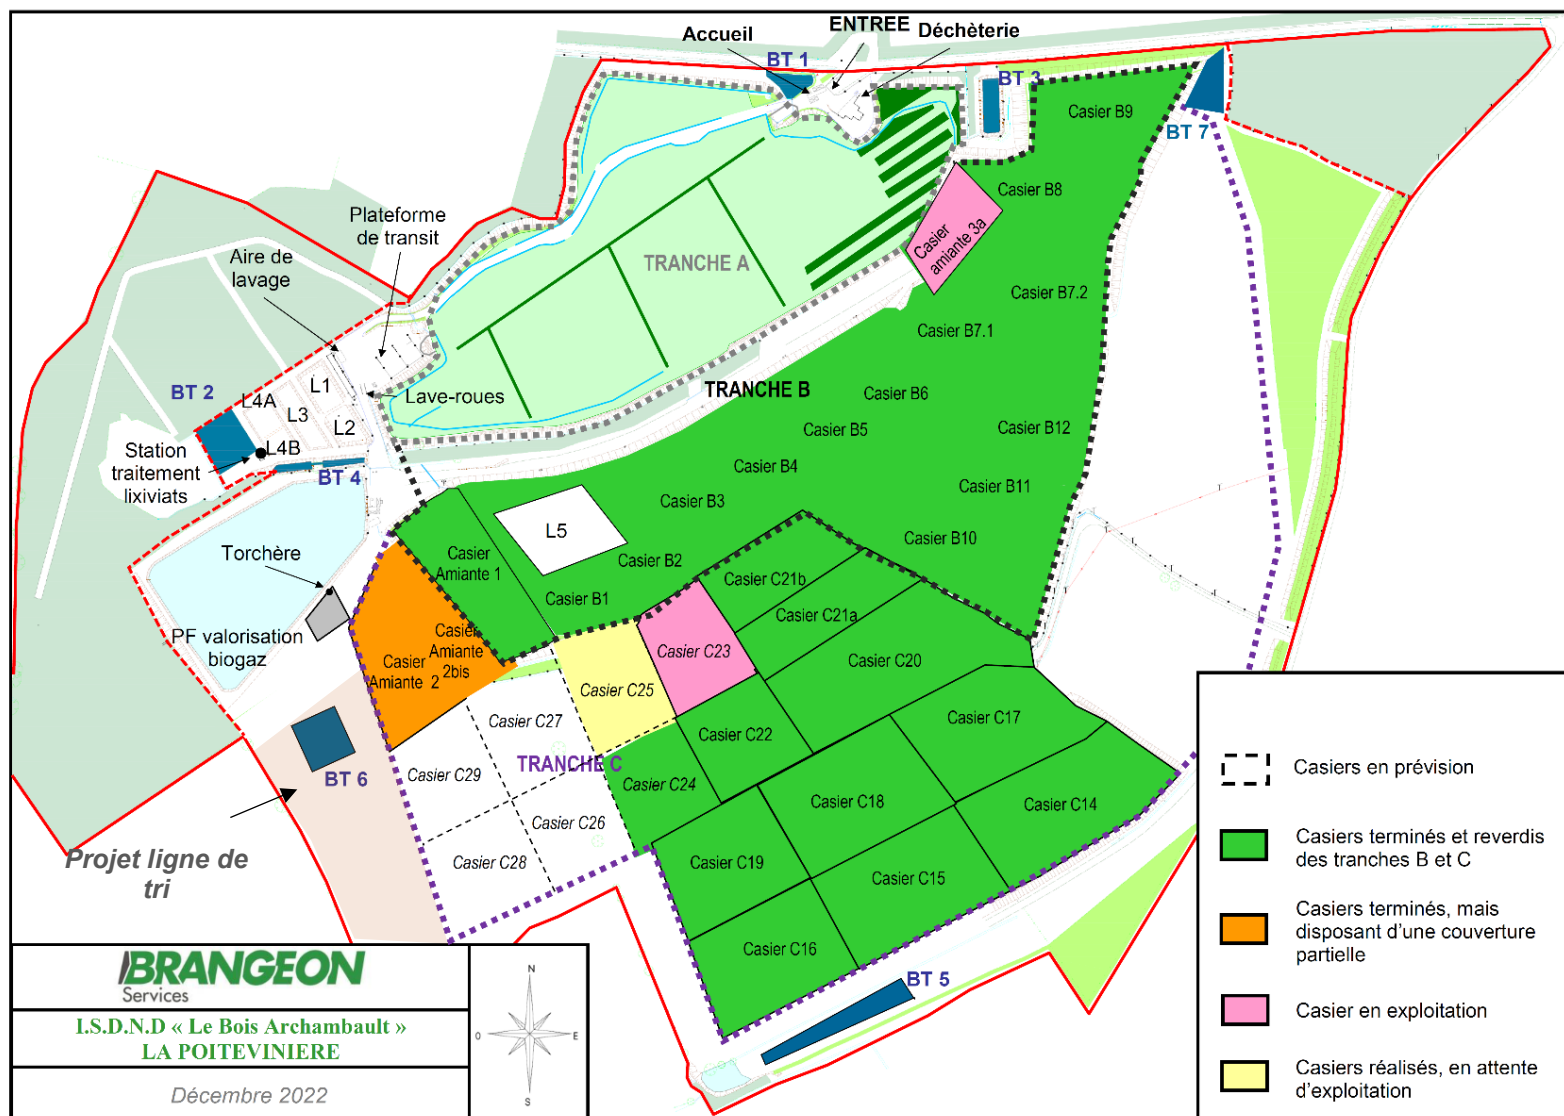 ENTREE
Accueil
Déchèterie
BT 1
BT 3
BT 7
Casier B9
Casier B8
Casier
amiante 3a
Plateforme
de transit
Aire de
lavage
TRANCHE A
Casier B7.2
Casier B7.1
TRANCHE B
Casier B6
Casier B5
Casier B12
Casier B4
Casier B11
Casier B3
Casier B10
Casier B2
Casier B1
L5
BT 2
L4A
L1
L3
L2
Lave-roues
L4B
Station
traitement
lixiviats
BT 4
Torchère
PF valorisation
biogaz
Casier
Amiante 1
Casier
Amiante
2bis
Casier
Amiante 2
Casier C21b
Casier C21a
Casier C23
Casier C20
Casier C25
Casier C17
Casier C27
Casier C22
TRANCHE C
Casier C29
Casier C24
Casier C18
Casier C14
Casier C26
Casier C28
Casier C19
Casier C15
Casier C16
BT 6
BT 5
Projet ligne de
tri
Casiers en prévision
Casiers terminés et reverdis
des tranches B et C
Casiers terminés, mais
disposant d’une couverture
partielle
Casier en exploitation
Casiers réalisés, en attente
d’exploitation
BRANGEON
Services
I.S.D.N.D « Le Bois Archambault »
LA POITEVINIERE
Décembre 2022
N
O
E
S